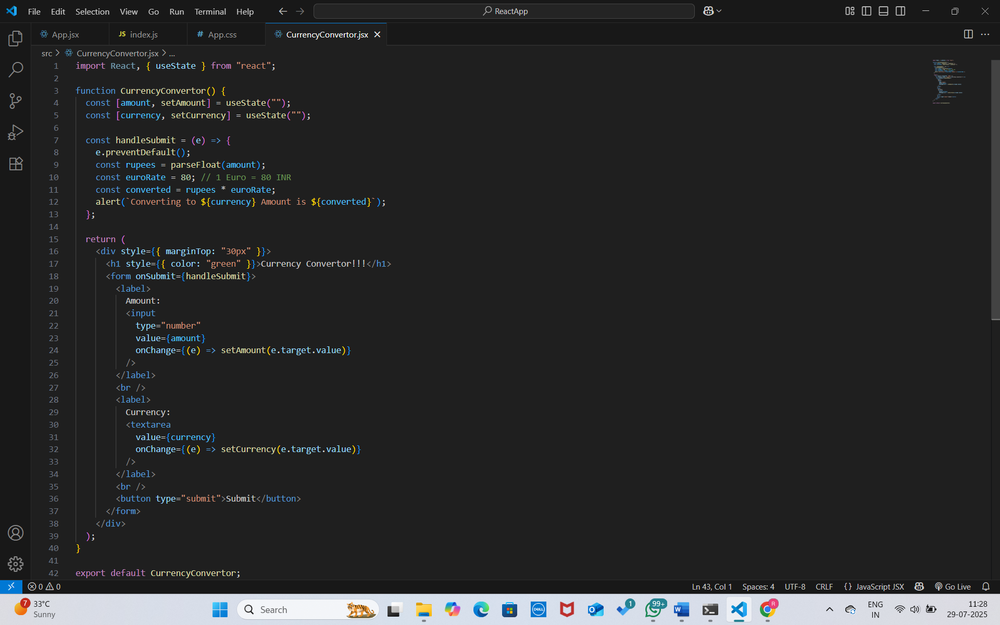 File Edit Selection View Go Run Terminal Help
ReactApp
App.jsx
JS index.js
# App.css
CurrencyConvertor.jsx
src > CurrencyConvertor.jsx > ...
1 import React, { useState } from "react";
2
3 function CurrencyConvertor() {
4 const [amount, setAmount] = useState("");
5 const [currency, setCurrency] = useState("");
6
7 const handleSubmit = (e) => {
8 e.preventDefault();
9 const rupees = parseFloat(amount);
10 const euroRate = 80; // 1 Euro = 80 INR
11 const converted = rupees * euroRate;
12 alert(`Converting to ${currency} Amount is ${converted}`);
13 };
14
15 return (
16 <div style={{ marginTop: "30px" }}>
17 <h1 style={{ color: "green" }}>Currency Convertor!!!</h1>
18 <form onSubmit={handleSubmit}>
19 <label>
20 Amount:
21 <input
22 type="number"
23 value={amount}
24 onChange={(e) => setAmount(e.target.value)}
25 />
26 </label>
27 <br />
28 <label>
29 Currency:
30 <textarea
31 value={currency}
32 onChange={(e) => setCurrency(e.target.value)}
33 />
34 </label>
35 <br />
36 <button type="submit">Submit</button>
37 </form>
38 </div>
39 );
40 }
41
42 export default CurrencyConvertor;
0 0
Ln 43, Col 1 Spaces: 4 UTF-8 CRLF {} JavaScript JSX Go Live
7
33°C
Sunny
Search
DELL
1
99+
W
R
ENG
IN
11:28
29-07-2025